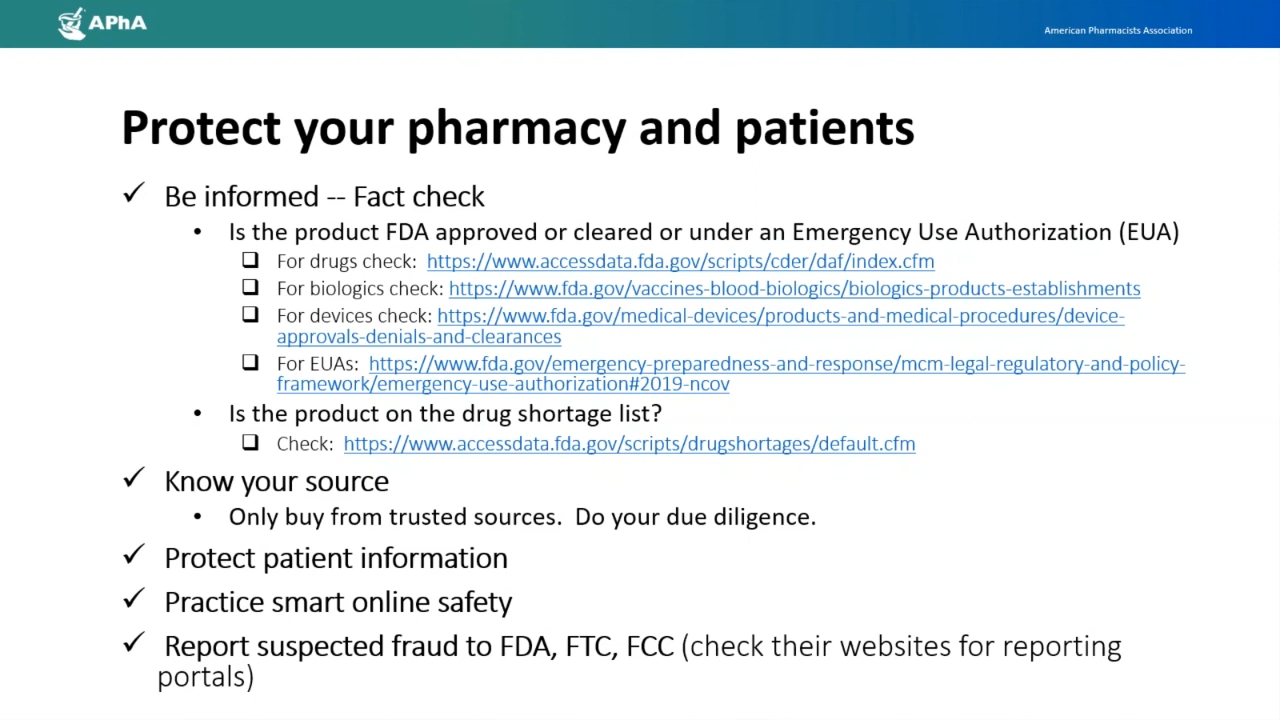 APhA
American Pharmacists Association
Protect your pharmacy and patients
✓ Be informed -- Fact check
• Is the product FDA approved or cleared or under an Emergency Use Authorization (EUA)
❑ For drugs check: https://www.accessdata.fda.gov/scripts/cder/daf/index.cfm
❑ For biologics check: https://www.fda.gov/vaccines-blood-biologics/biologics-products-establishments
❑ For devices check: https://www.fda.gov/medical-devices/products-and-medical-procedures/device-
approvals-denials-and-clearances
❑ For EUAs: https://www.fda.gov/emergency-preparedness-and-response/mcm-legal-regulatory-and-policy-
framework/emergency-use-authorization#2019-ncov
• Is the product on the drug shortage list?
❑ Check: https://www.accessdata.fda.gov/scripts/drugshortages/default.cfm
✓ Know your source
• Only buy from trusted sources. Do your due diligence.
✓ Protect patient information
✓ Practice smart online safety
✓ Report suspected fraud to FDA, FTC, FCC (check their websites for reporting
portals)